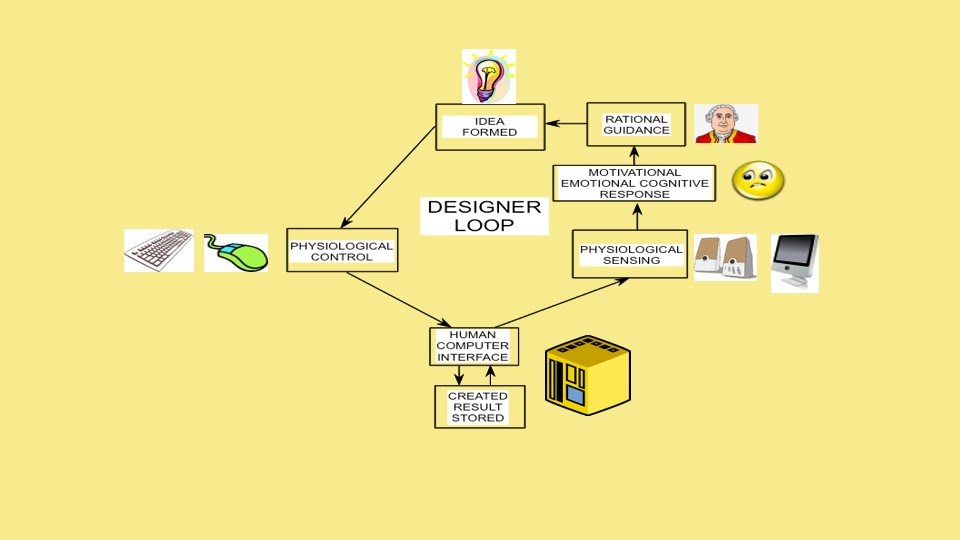 IDEA
FORMED
RATIONAL
GUIDANCE
MOTIVATIONAL
EMOTIONAL COGNITIVE
RESPONSE
DESIGNER
LOOP
PHYSIOLOGICAL
CONTROL
PHYSIOLOGICAL
SENSING
HUMAN
COMPUTER
INTERFACE
CREATED
RESULT
STORED